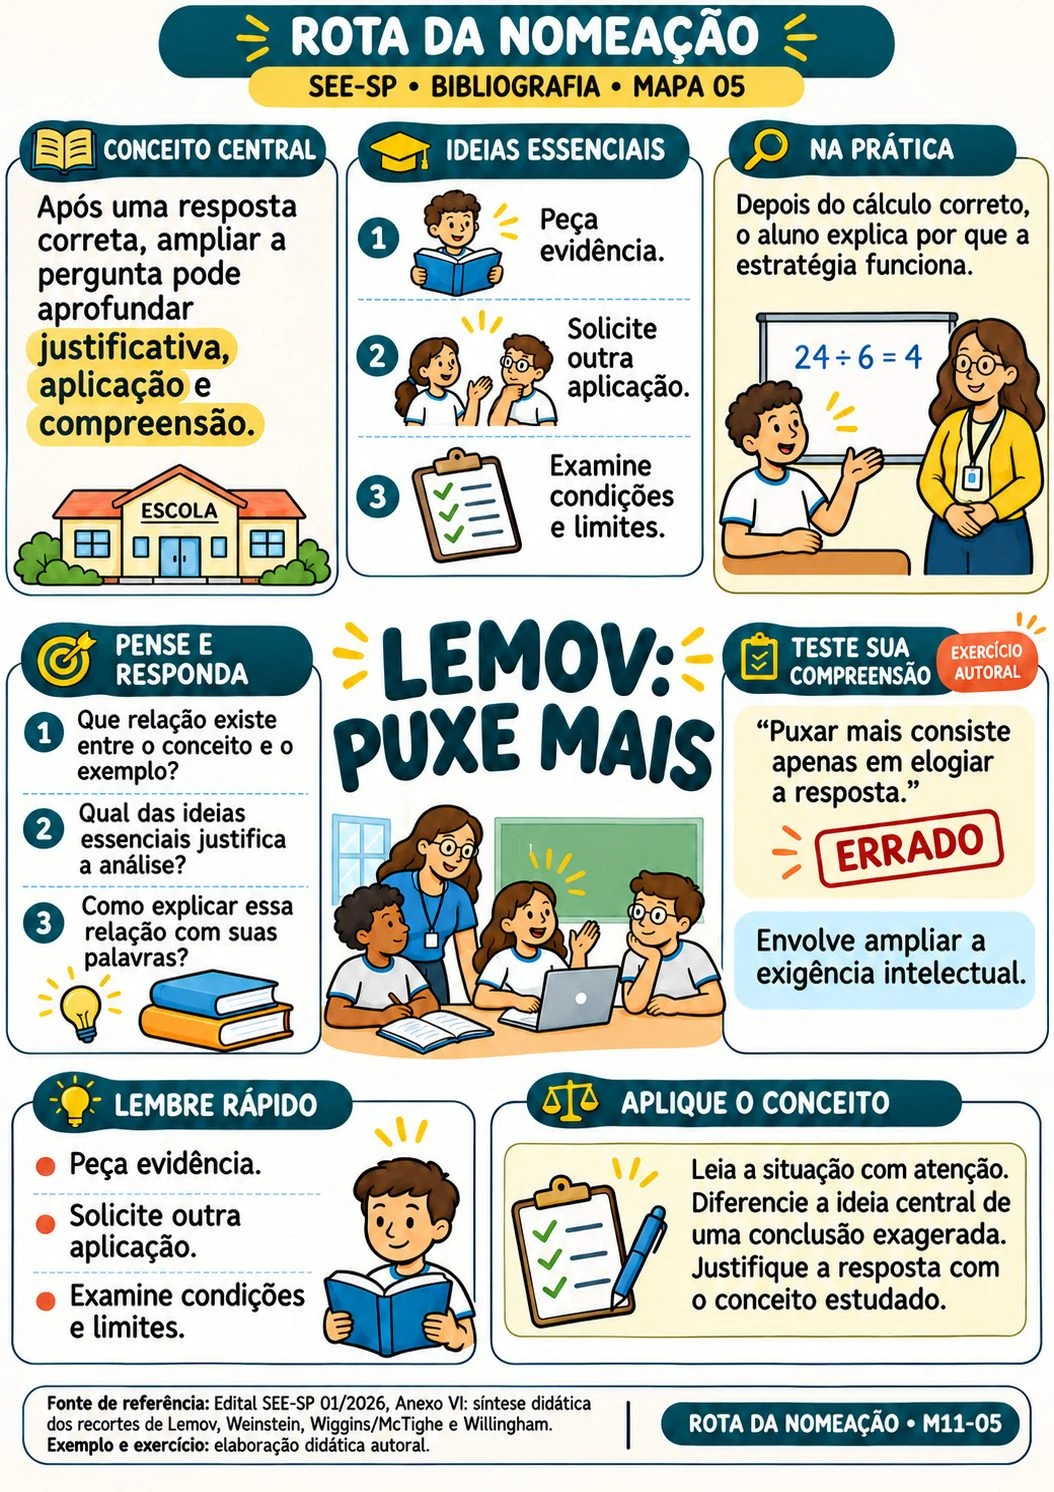 ROTA DA NOMEAÇÃO
SEE-SP • BIBLIOGRAFIA • MAPA 05
CONCEITO CENTRAL
Após uma resposta
correta, ampliar a
pergunta pode
aprofundar
justificativa,
aplicação e
compreensão.
ESCOLA
IDEIAS ESSENCIAIS
1
Peça
evidência.
2
Solicite
outra
aplicação.
3
Examine
condições
e limites.
NA PRÁTICA
Depois do cálculo correto,
o aluno explica por que a
estratégia funciona.
24 ÷ 6 = 4
PENSE E
RESPONDA
1
Que relação existe
entre o conceito e o
exemplo?
2
Qual das ideias
essenciais justifica
a análise?
3
Como explicar essa
relação com suas
palavras?
LEMOV:
PUXE MAIS
TESTE SUA
COMPREENSÃO
EXERCÍCIO
AUTORAL
“Puxar mais consiste
apenas em elogiar
a resposta.”
ERRADO
Envolve ampliar a
exigência intelectual.
LEMBRE RÁPIDO
Peça evidência.
Solicite outra
aplicação.
Examine condições
e limites.
APLIQUE O CONCEITO
Leia a situação com atenção.
Diferencie a ideia central de
uma conclusão exagerada.
Justifique a resposta com
o conceito estudado.
Fonte de referência: Edital SEE-SP 01/2026, Anexo VI: síntese didática
dos recortes de Lemov, Weinstein, Wiggins/McTighe e Willingham.
Exemplo e exercício: elaboração didática autoral.
ROTA DA NOMEAÇÃO • M11-05